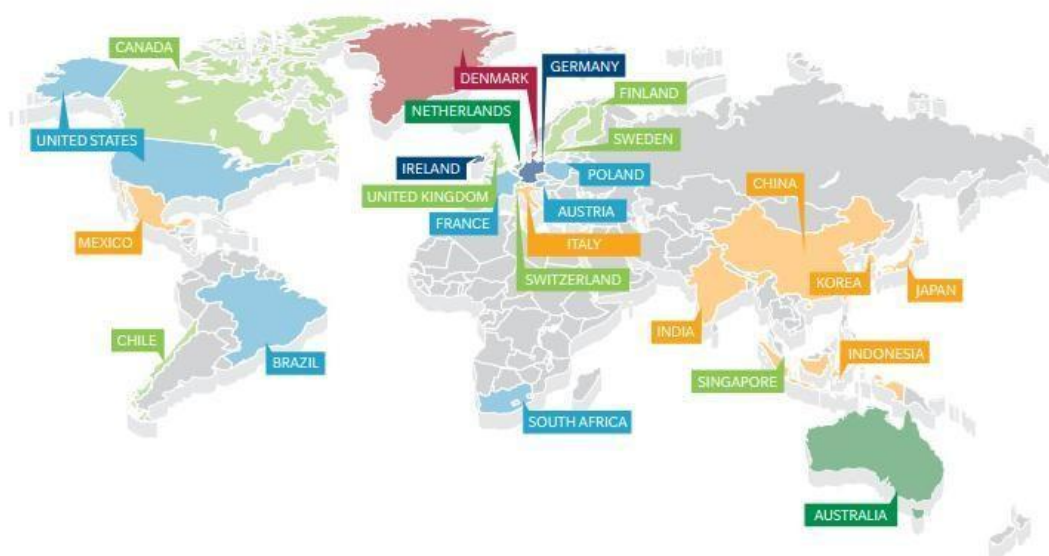 CANADA
DENMARK
GERMANY
FINLAND
NETHERLANDS
UNITED STATES
SWEDEN
IRELAND
POLAND
UNITED KINGDOM
CHINA
AUSTRIA
FRANCE
MEXICO
ITALY
SWITZERLAND
KOREA
JAPAN
INDIA
CHILE
BRAZIL
INDONESIA
SINGAPORE
SOUTH AFRICA
AUSTRALIA